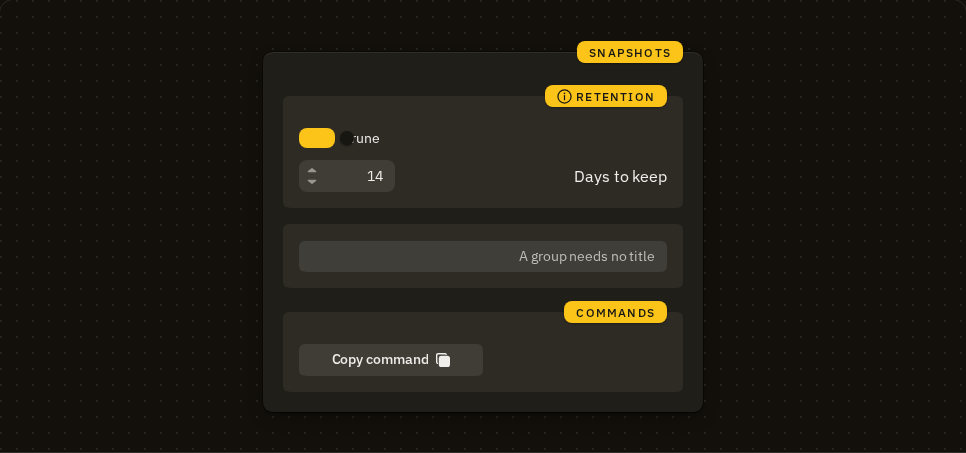 SNAPSHOTS
RETENTION
rune
14
Days to keep
A group needs no title
COMMANDS
Copy command